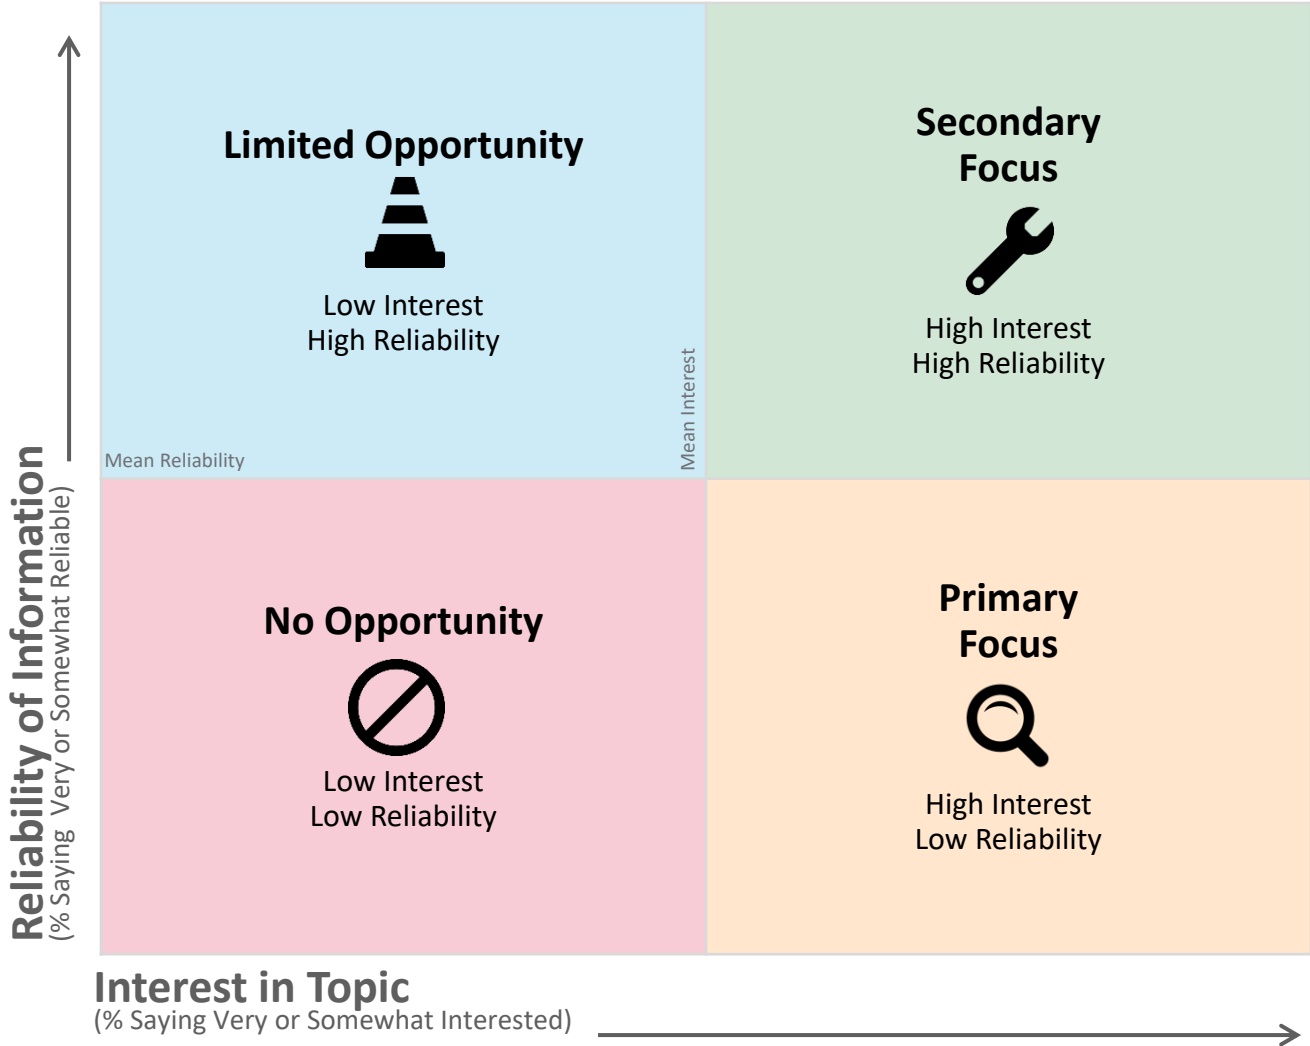 Limited Opportunity
Low Interest
High Reliability
Secondary
Focus
High Interest
High Reliability
Mean Interest
Mean Reliability
No Opportunity
Low Interest
Low Reliability
Primary
Focus
High Interest
Low Reliability
Reliability of Information
(% Saying Very or Somewhat Reliable)
Interest in Topic
(% Saying Very or Somewhat Interested)